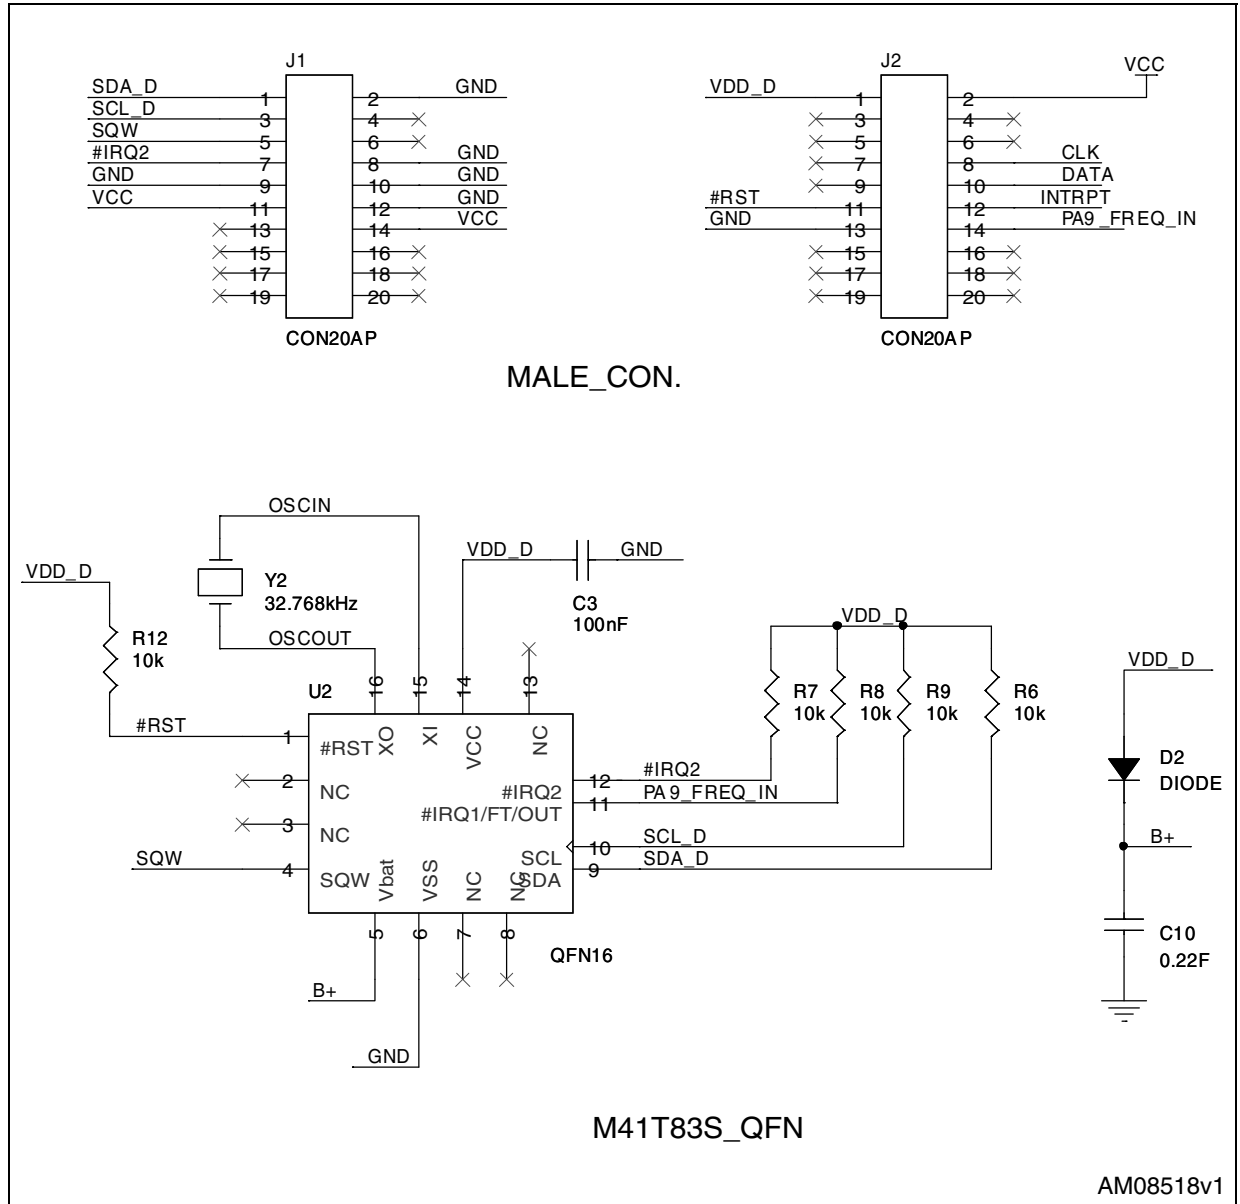 J1
SDA_D 1 2 GND
SCL_D 3 4
SQW 5 6
#IRQ2 7 8 GND
GND 9 10 GND
VCC 11 12 GND
13 14 VCC
15 16
17 18
19 20
CON20AP
J2
VCC
VDD_D 1 2
3 4
5 6
7 8 CLK
9 10 DATA
#RST 11 12 INTRPT
GND 13 14 PA9_FREQ_IN
15 16
17 18
19 20
CON20AP
MALE_CON.
OSCIN
VDD_D
Y2
32.768kHz
OSCOUT
R12
10k
VDD_D
GND
C3
100nF
VDD_D
R7
10k
R8
10k
R9
10k
R6
10k
U2
16
15
14
13
#RST 1
#RST
XO
XI
VCC
NC
2
NC
3
NC
SQW 4
SQW
Vbat
VSS
NC
NC
#IRQ2
12 #IRQ2
#IRQ1/FT/OUT
11 PA9_FREQ_IN
SCL
10 SCL_D
SDA
9 SDA_D
5
6
7
8
QFN16
B+
GND
VDD_D
D2
DIODE
B+
C10
0.22F
M41T83S_QFN
AM08518v1